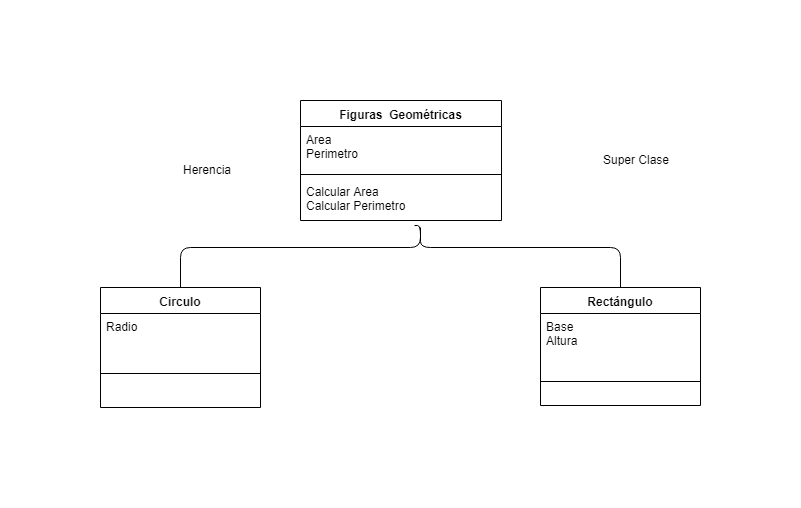 Figuras Geométricas
Area
Perimetro
Herencia
Super Clase
Calcular Area
Calcular Perimetro
Circulo
Radio
Rectángulo
Base
Altura